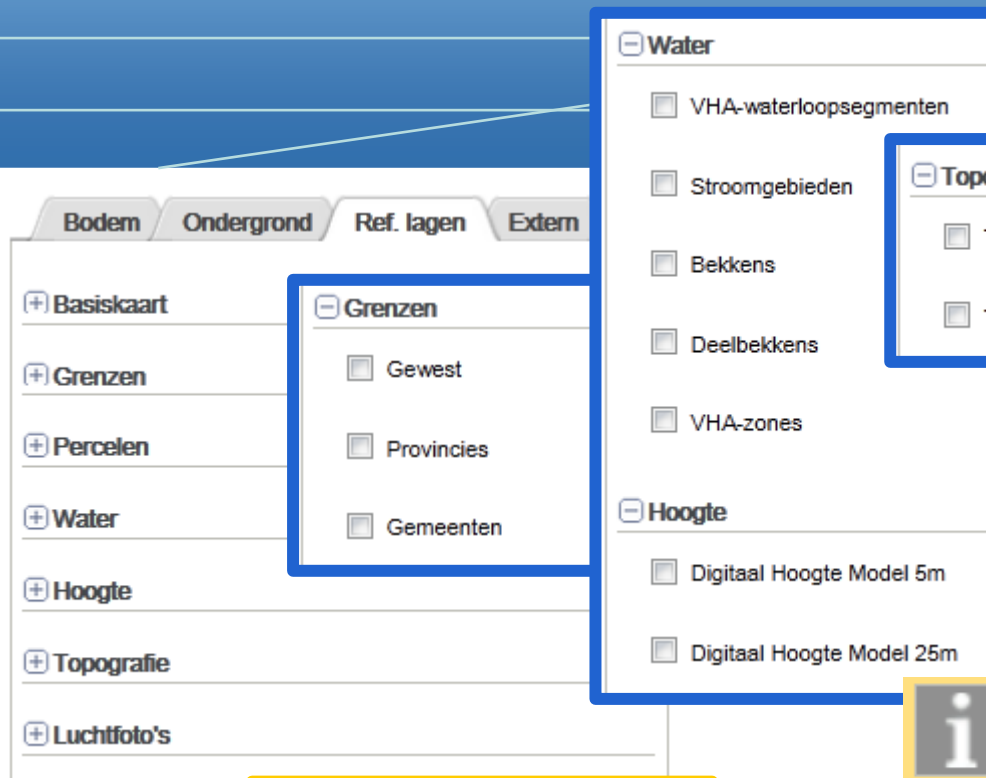 Bodem Ondergrond Ref. lagen Extern
Basiskaart
Grenzen
Percelen
Water
Hoogte
Topografie
Luchtfoto's
Grenzen
Gewest
Provincies
Gemeenten
Water
VHA-waterloopsegmenten
Stroomgebieden
Bekkens
Deelbekkens
VHA-zones
Hoogte
Digitaal Hoogte Model 5m
Digitaal Hoogte Model 25m